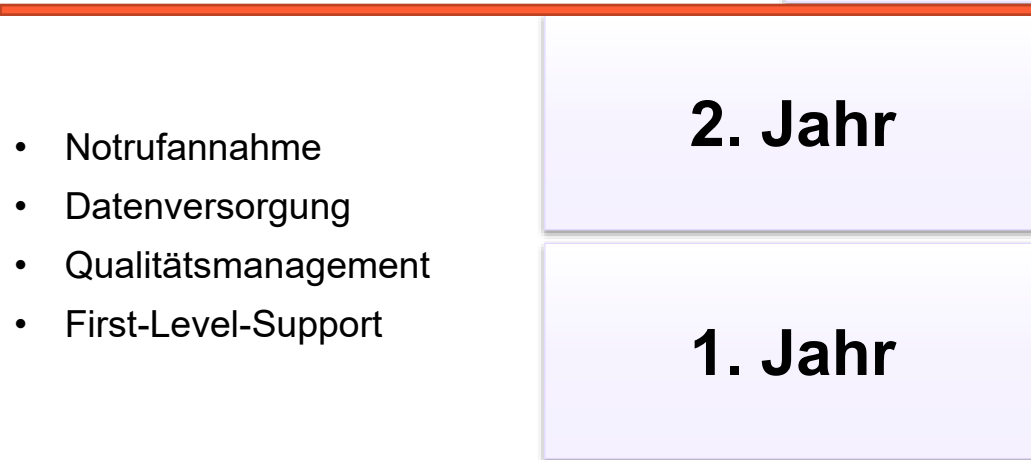 • Notrufannahme
• Datenversorgung
• Qualitätsmanagement
• First-Level-Support
2. Jahr
1. Jahr